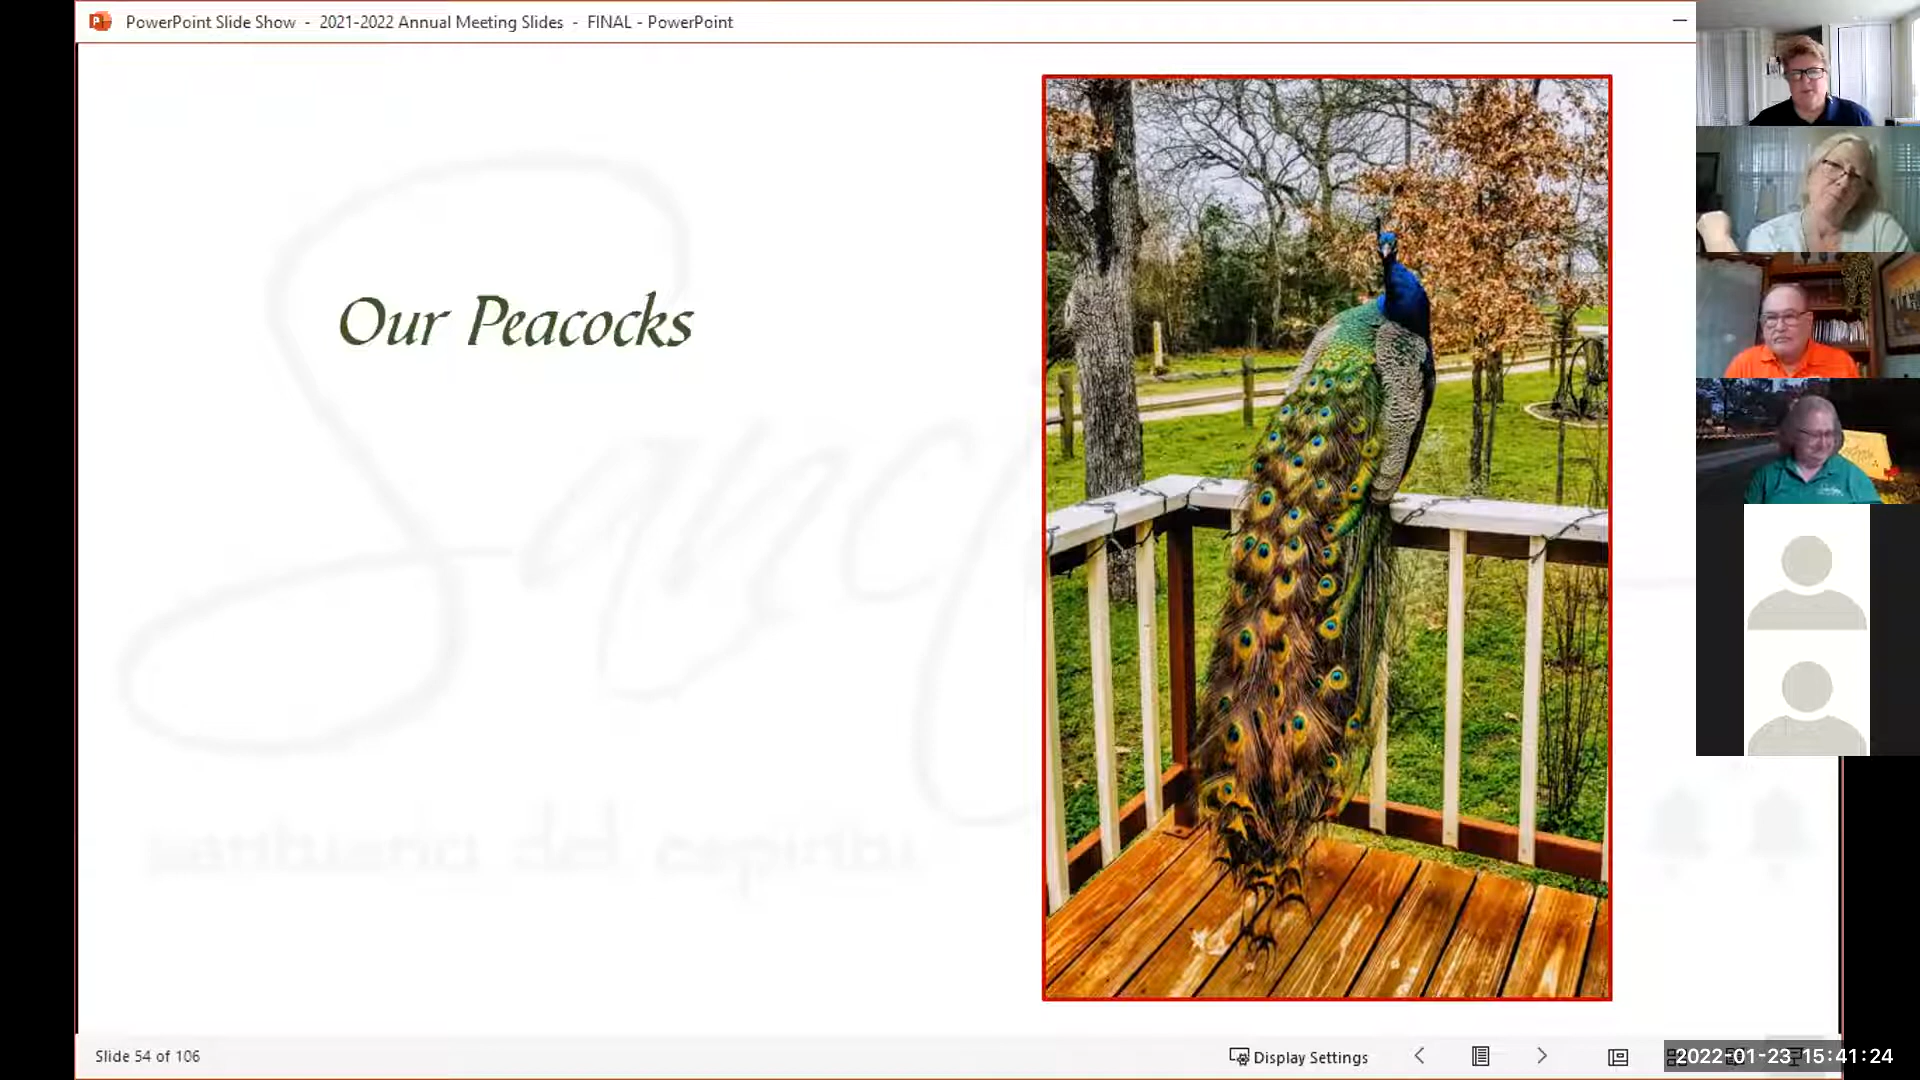 PowerPoint Slide Show - 2021-2022 Annual Meeting Slides - FINAL - PowerPoint
Our Peacocks
Slide 54 of 106
Display Settings
2022-01-23 15:41:24